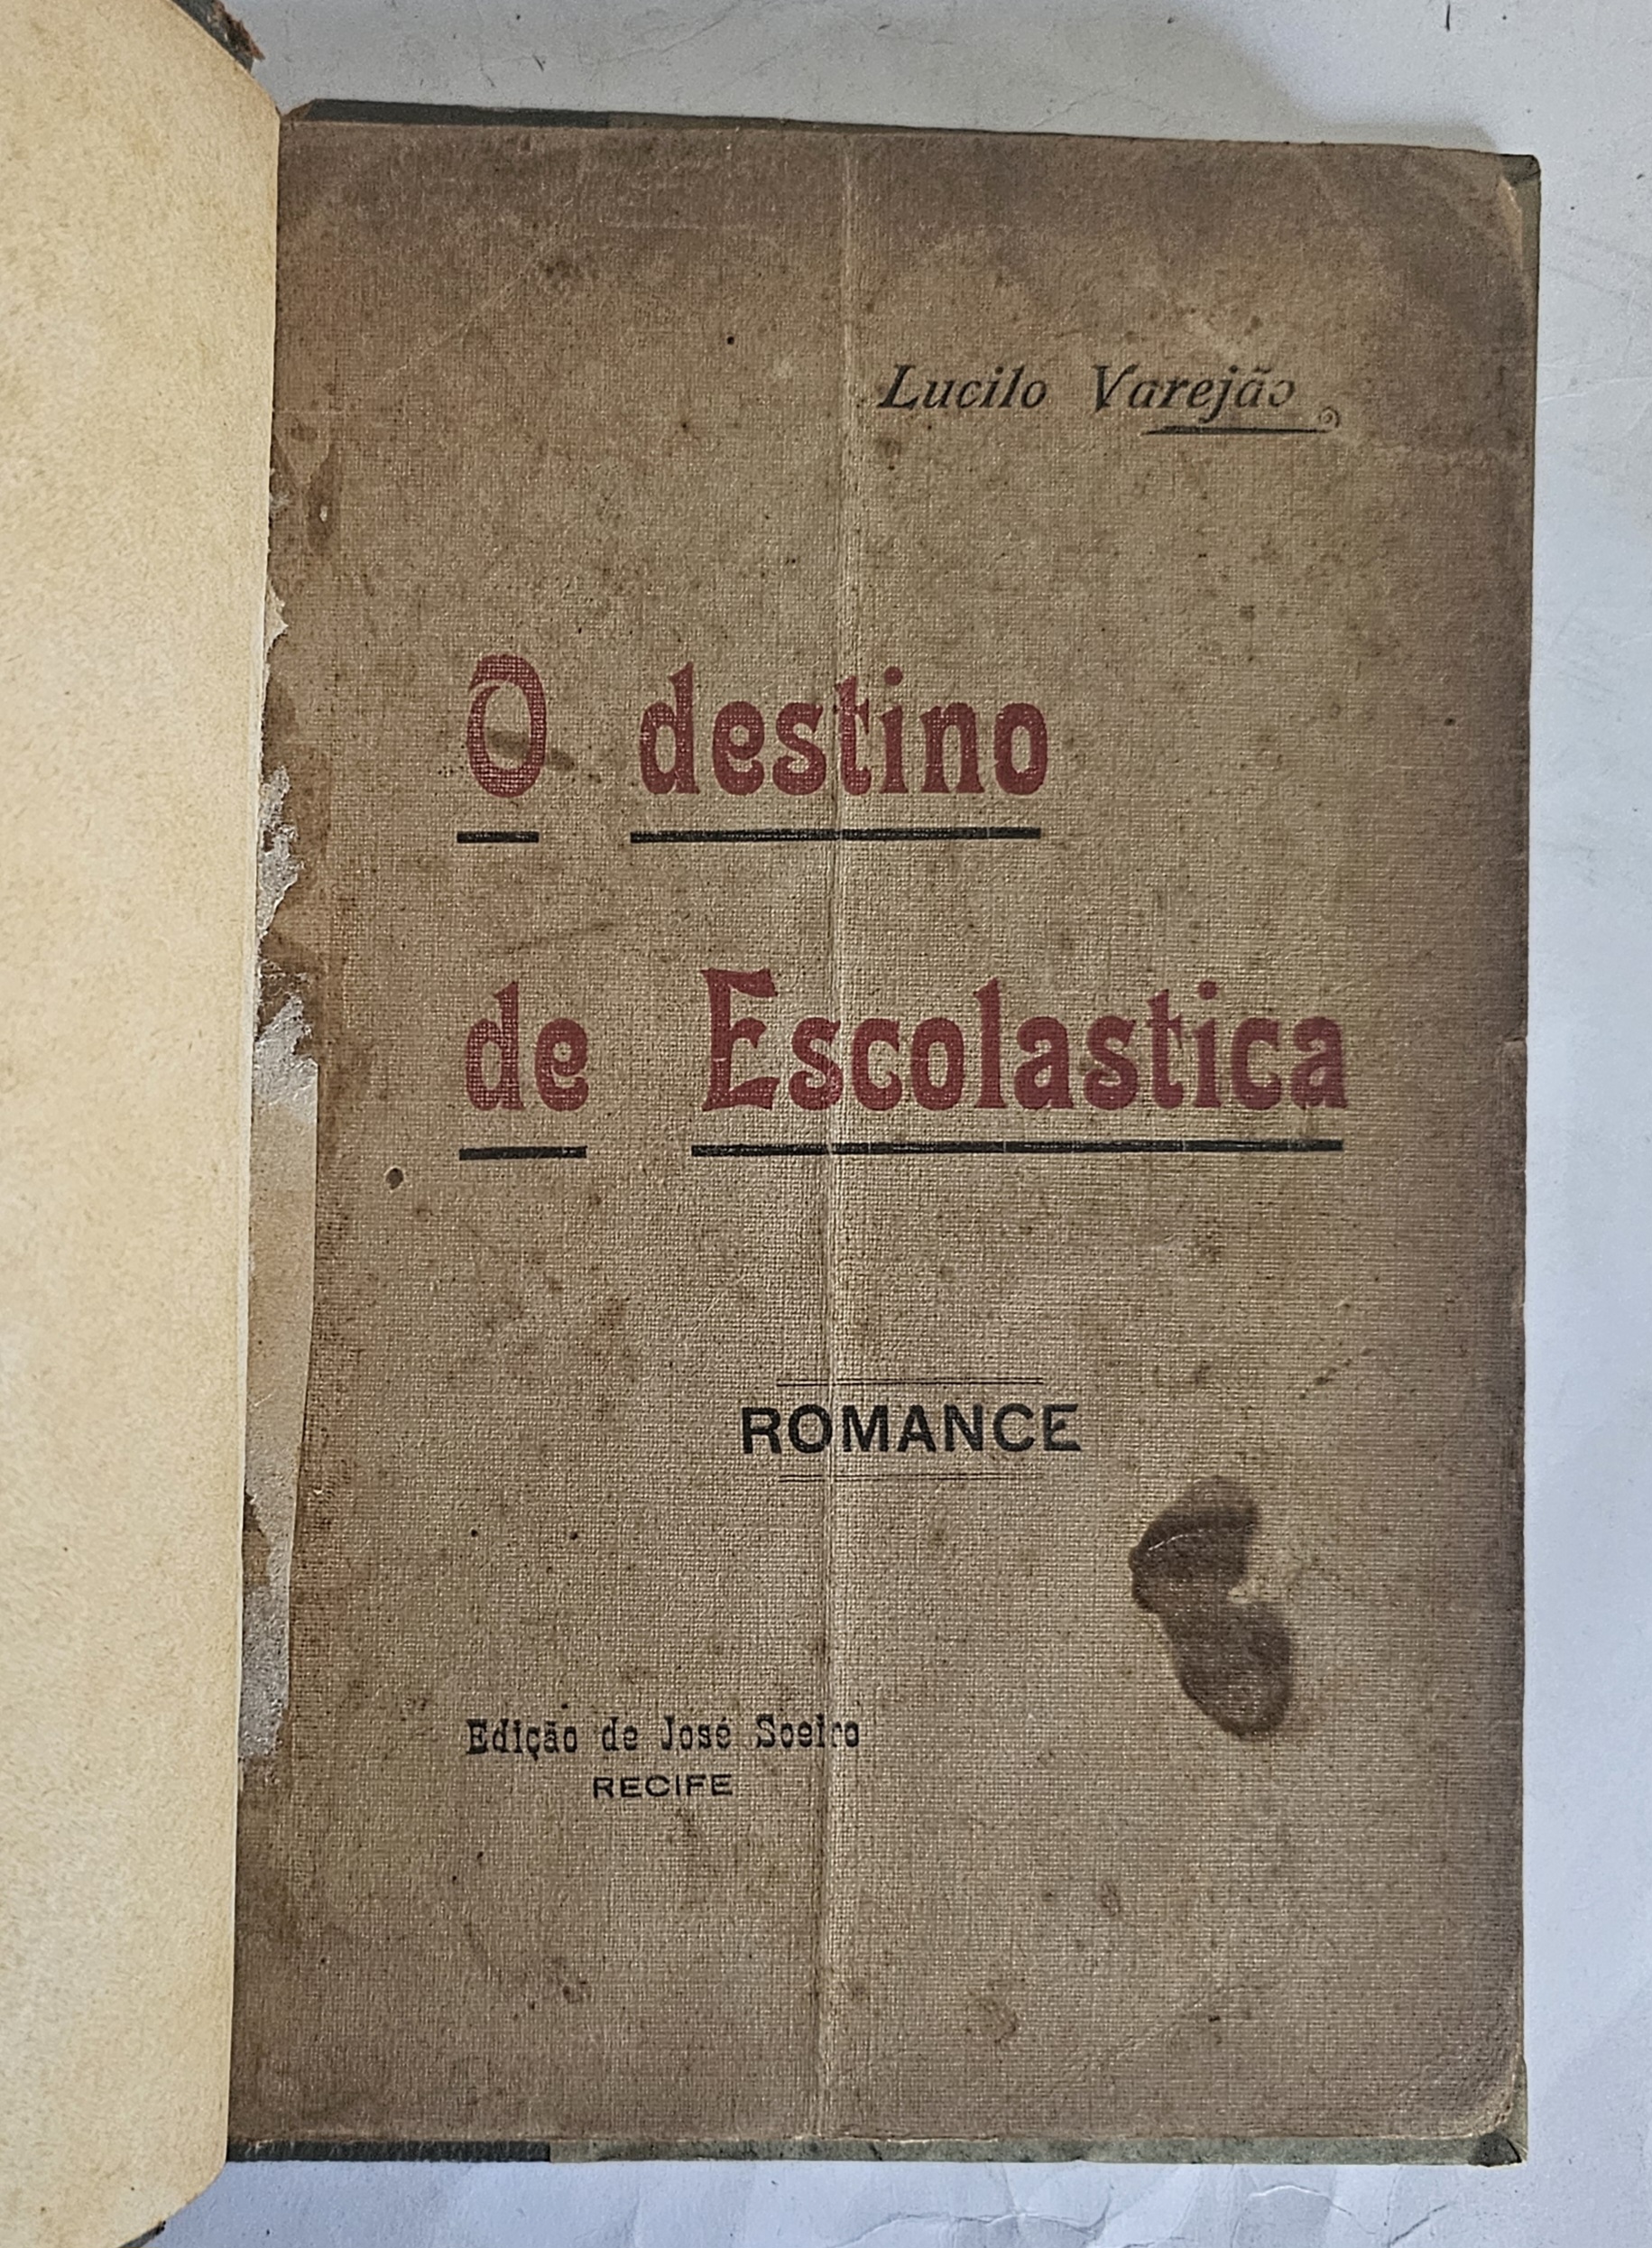 Lucilo Varejão
O destino
de Escolastica
ROMANCE
Edição de José Soeiro
RECIFE